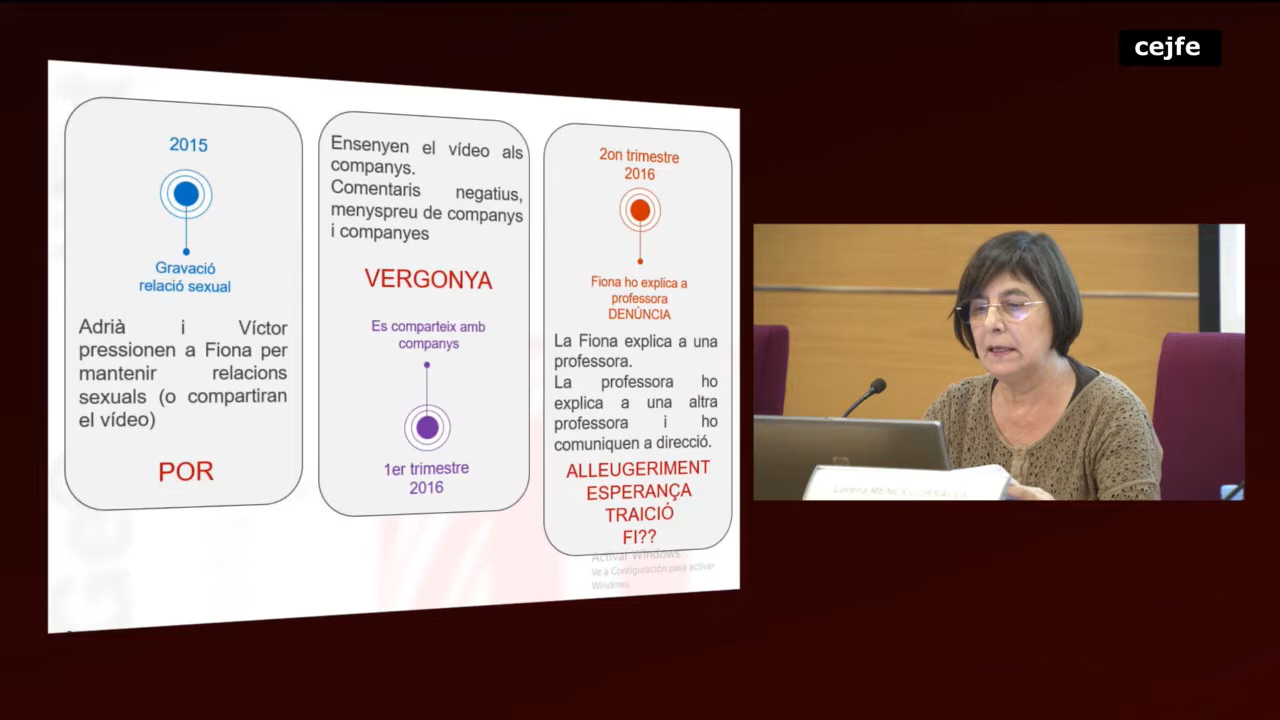 cejfe
2015
Gravació
relació sexual
Adrià i Víctor
pressionen a Fiona per
mantenir relacions
sexuals (o compartiran
el vídeo)
POR
Ensenyen el vídeo als
companys.
Comentaris negatius,
menyspreu de companys
i companyes
VERGONYA
Es comparteix amb
companys
1er trimestre
2016
2on trimestre
2016
Fiona ho explica a
professora
DENÚNCIA
La Fiona explica a una
professora.
La professora ho
explica a una altra
professora i ho
comuniquen a direcció.
ALLEUGERIMENT
ESPERANÇA
TRAICIÓ
FI??
Activar Windows
Ve a Configuración para activar
Windows.